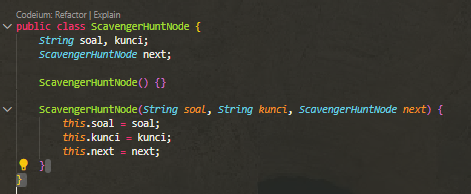 Codeium: Refactor | Explain
public class ScavengerHuntNode {
    String soal, kunci;
    ScavengerHuntNode next;

    ScavengerHuntNode() {}

    ScavengerHuntNode(String soal, String kunci, ScavengerHuntNode next) {
        this.soal = soal;
        this.kunci = kunci;
        this.next = next;
    }
}